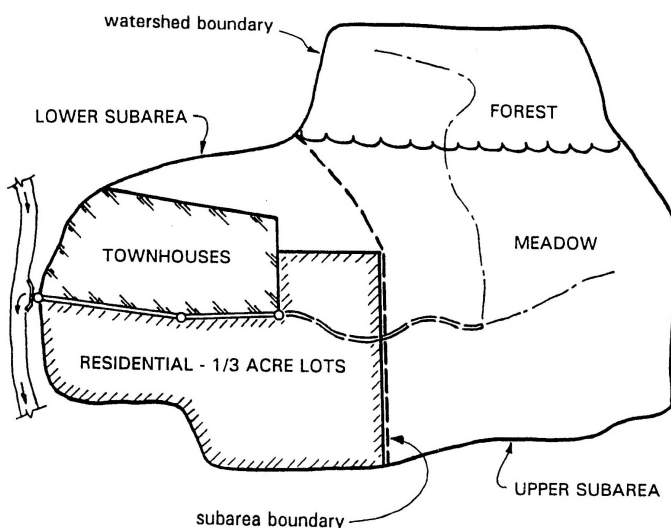 watershed boundary
FOREST
LOWER SUBAREA
TOWNHOUSES
MEADOW
RESIDENTIAL - 1/3 ACRE LOTS
UPPER SUBAREA
subarea boundary